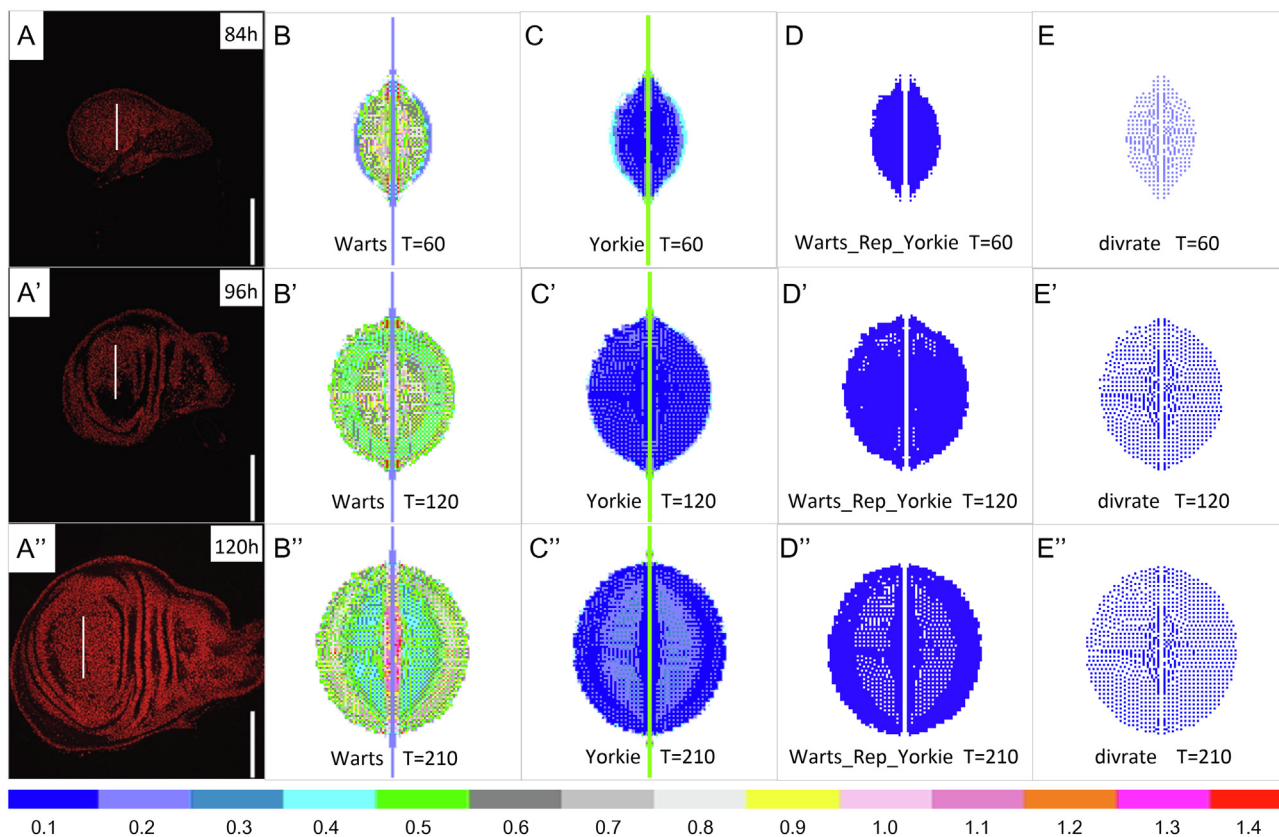 A 84h B C D E
Warts T=60 Yorkie T=60 Warts_Rep_Yorkie T=60 divrate T=60
A’ 96h B’ C’ D’ E’
Warts T=120 Yorkie T=120 Warts_Rep_Yorkie T=120 divrate T=120
A’’ 120h B’’ C’’ D’’ E’’
Warts T=210 Yorkie T=210 Warts_Rep_Yorkie T=210 divrate T=210
0.1 0.2 0.3 0.4 0.5 0.6 0.7 0.8 0.9 1.0 1.1 1.2 1.3 1.4